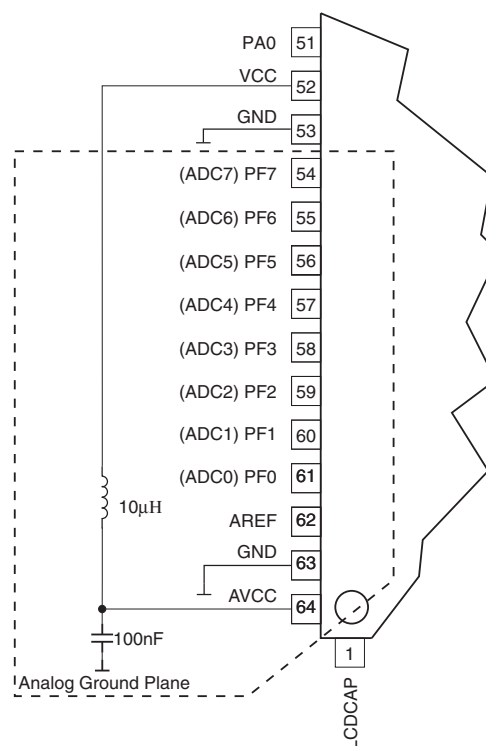 PA0 51
VCC 52
GND 53
(ADC7) PF7 54
(ADC6) PF6 55
(ADC5) PF5 56
(ADC4) PF4 57
(ADC3) PF3 58
(ADC2) PF2 59
(ADC1) PF1 60
(ADC0) PF0 61
10μH
AREF 62
GND 63
AVCC 64
100nF
1
Analog Ground Plane
LCDCAP